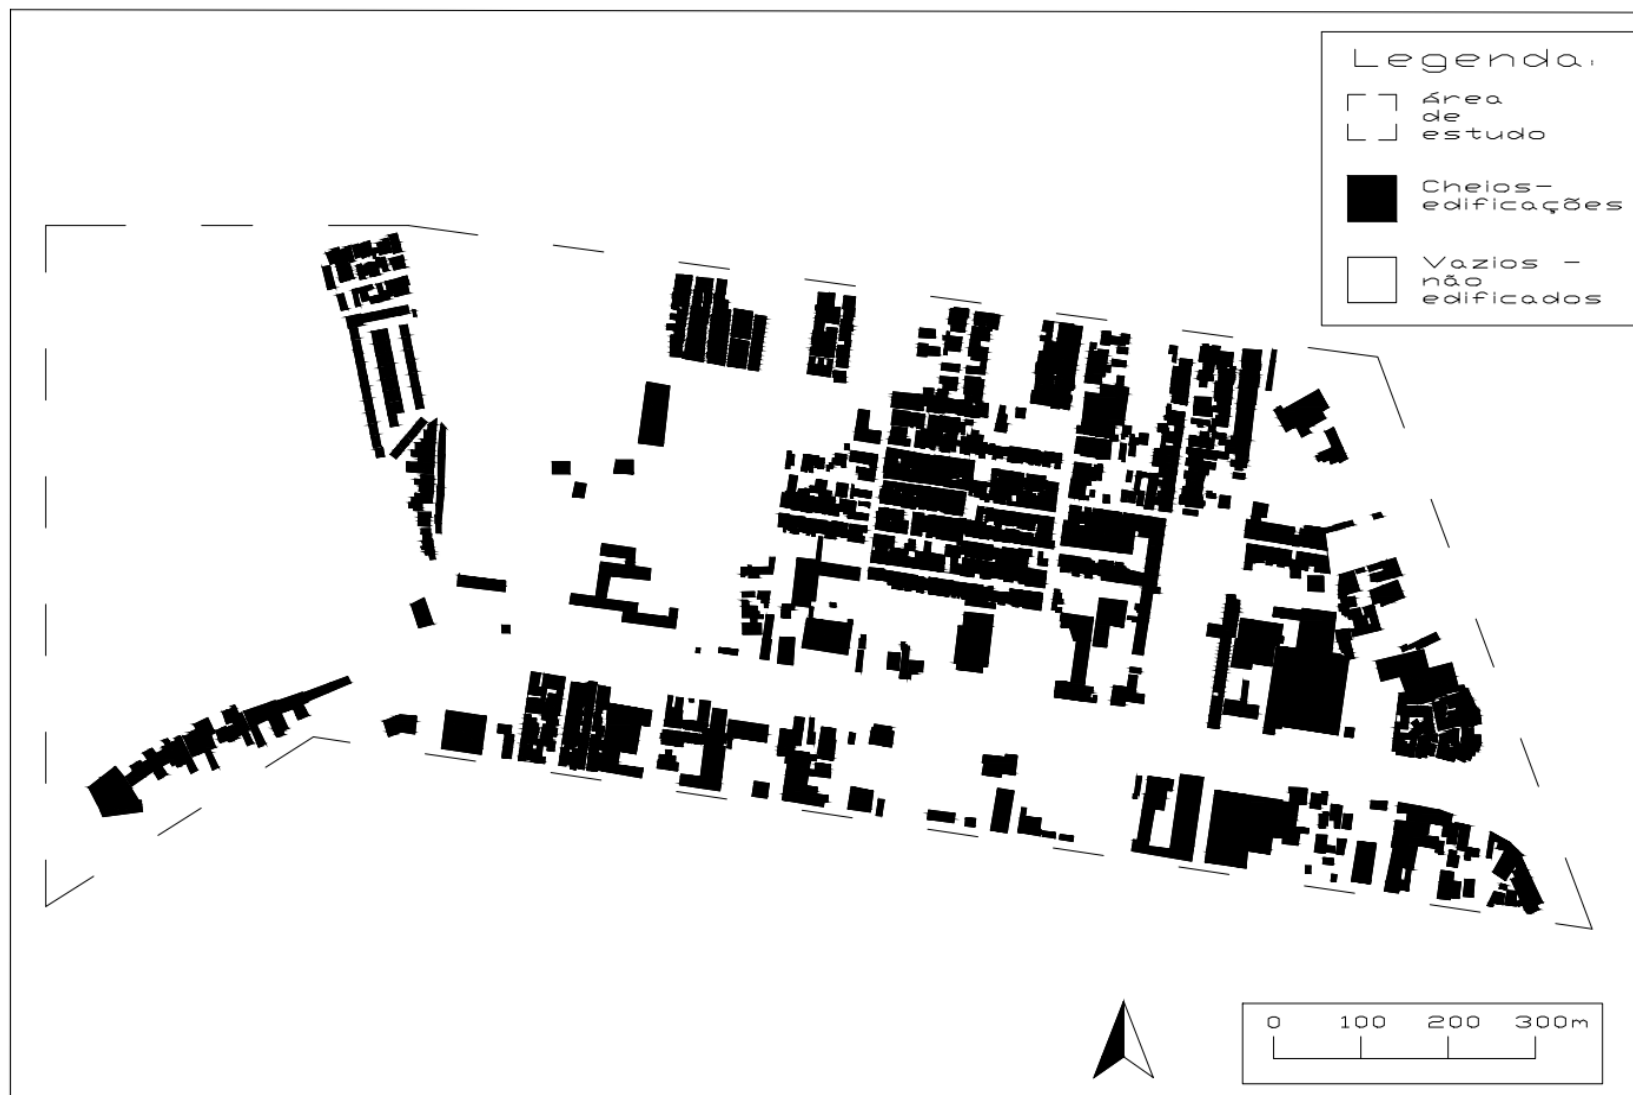 Legenda:
área
de
estudo
Cheios-
edificações
Vazios -
não
edificados
0 100 200 300m